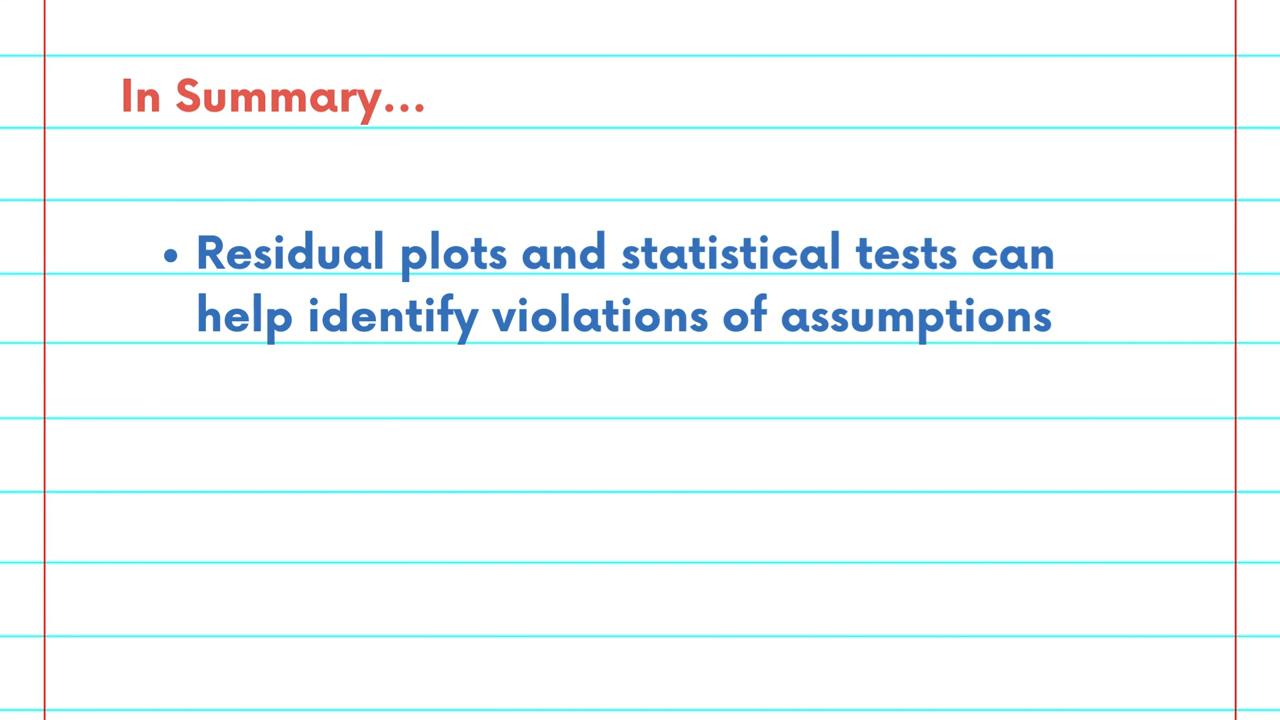 In Summary...
• Residual plots and statistical tests can
help identify violations of assumptions